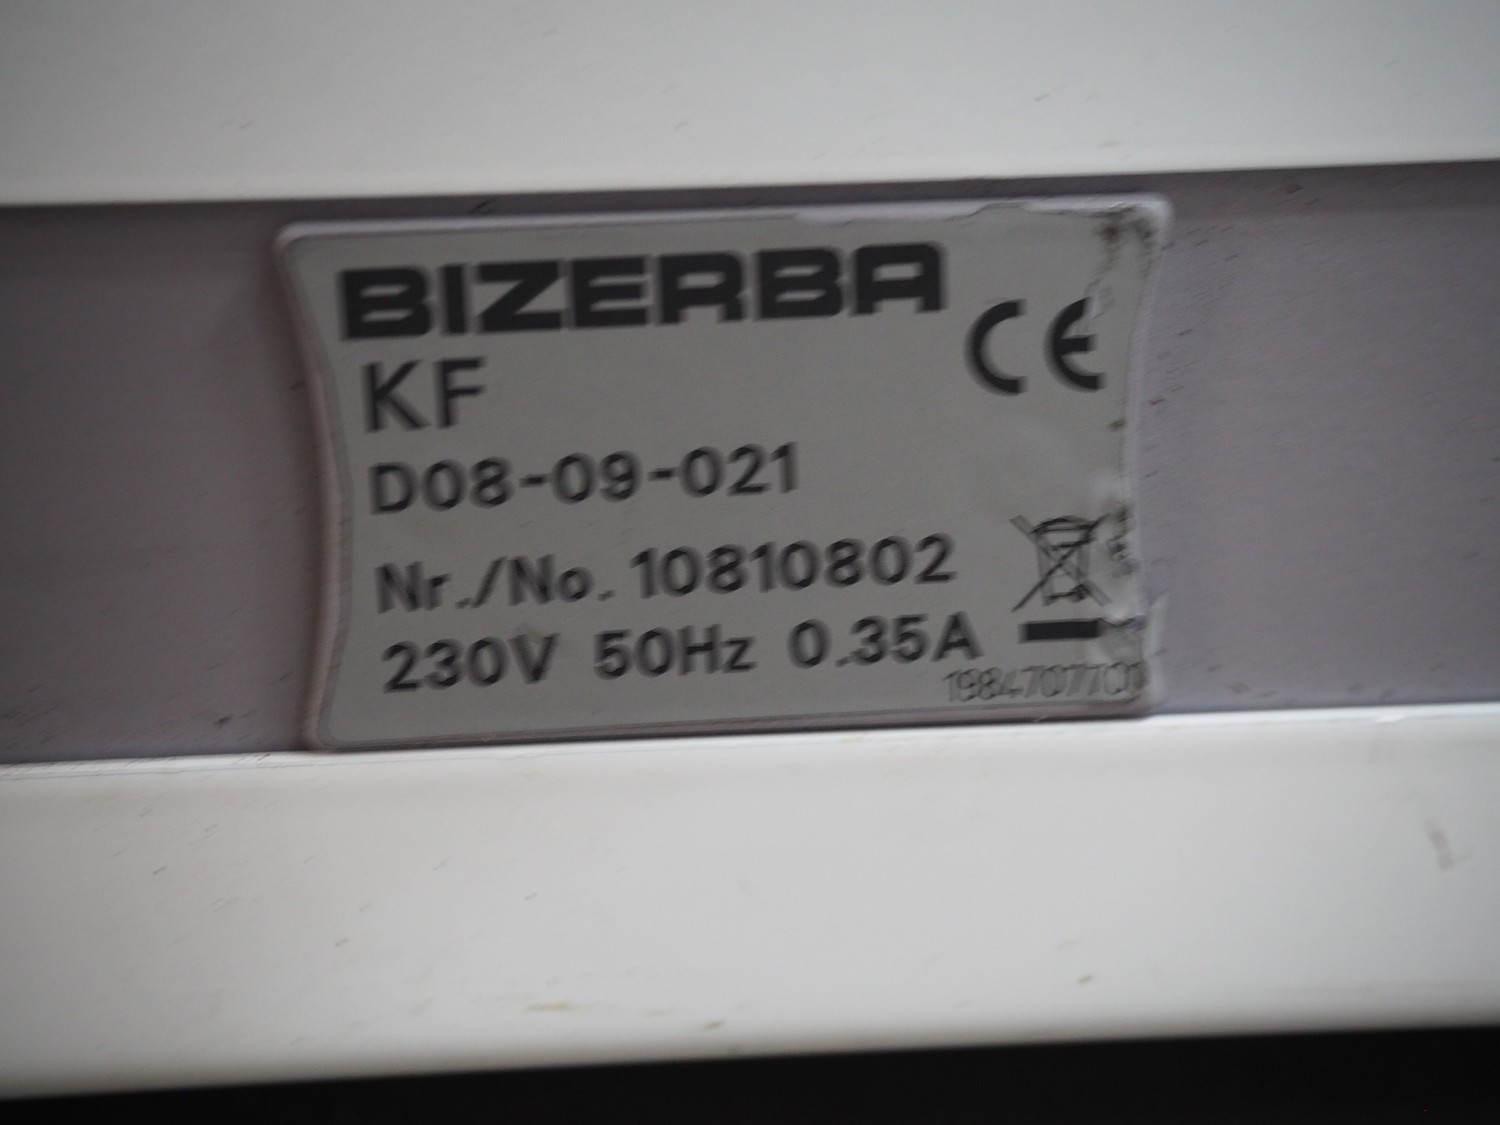 BIZERBA
CE
KF
D08-09-021
Nr./No. 10810802
230V 50Hz 0.35A